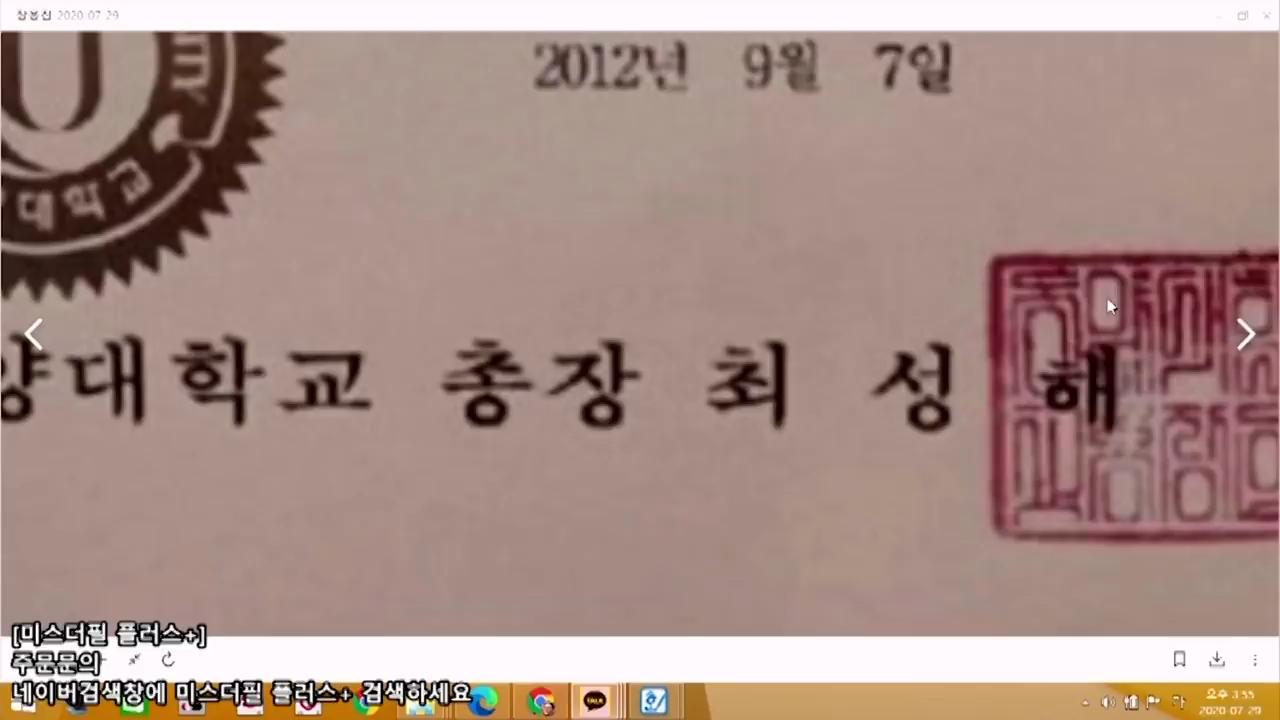 장용진 2020-07-29
2012년 9월 7일
대학교
양대학교 총장 최 성 해
[미스더필 플러스+]
주문문의
네이버검색창에 미스더필 플러스+ 검색하세요
오후 3:55
2020-07-29